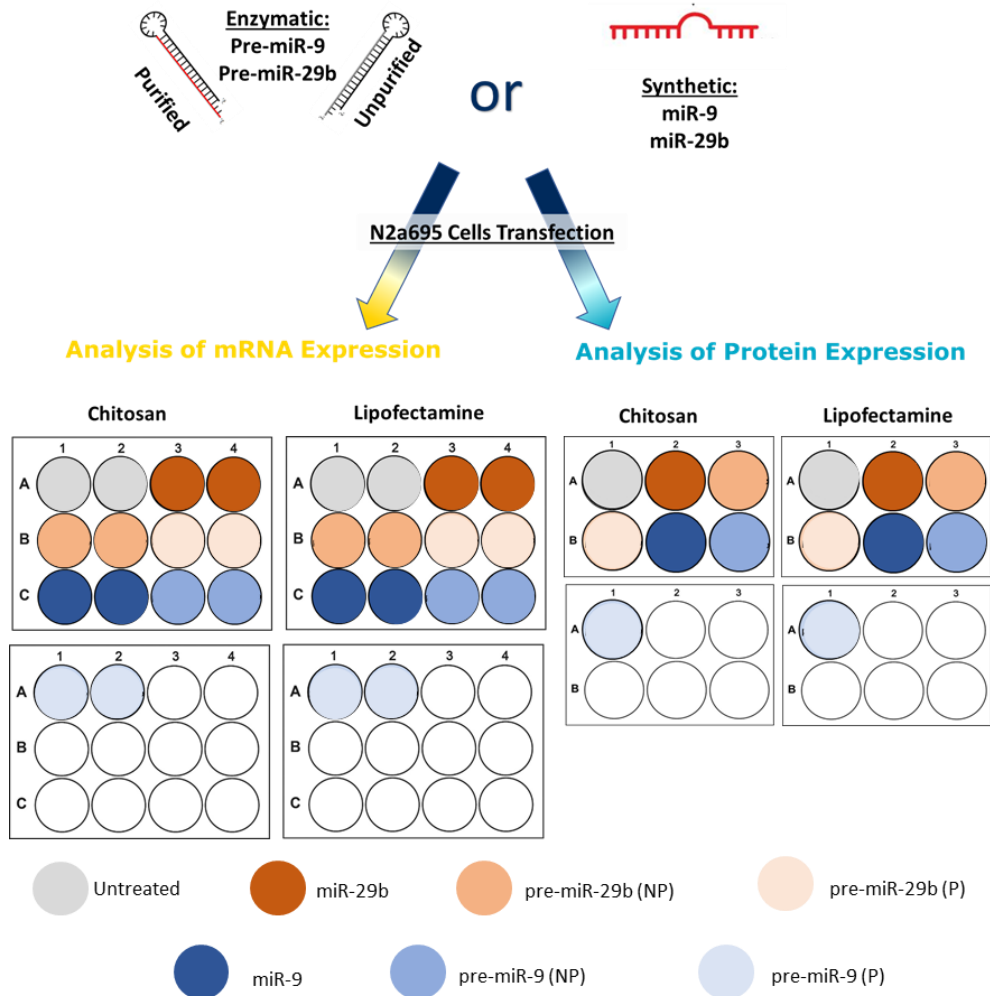 Enzymatic:
Pre-miR-9
Pre-miR-29b
Purified
Unpurified
or
Synthetic:
miR-9
miR-29b
N2a695 Cells Transfection
Analysis of mRNA Expression
Analysis of Protein Expression
Chitosan
1 2 3 4
A
B
C
1 2 3 4
A
B
C
Lipofectamine
1 2 3 4
A
B
C
1 2 3 4
A
B
C
Chitosan
1 2 3
A
B
1 2 3
A
B
Lipofectamine
1 2 3
A
B
1 2 3
A
B
Untreated
miR-29b
pre-miR-29b (NP)
pre-miR-29b (P)
miR-9
pre-miR-9 (NP)
pre-miR-9 (P)